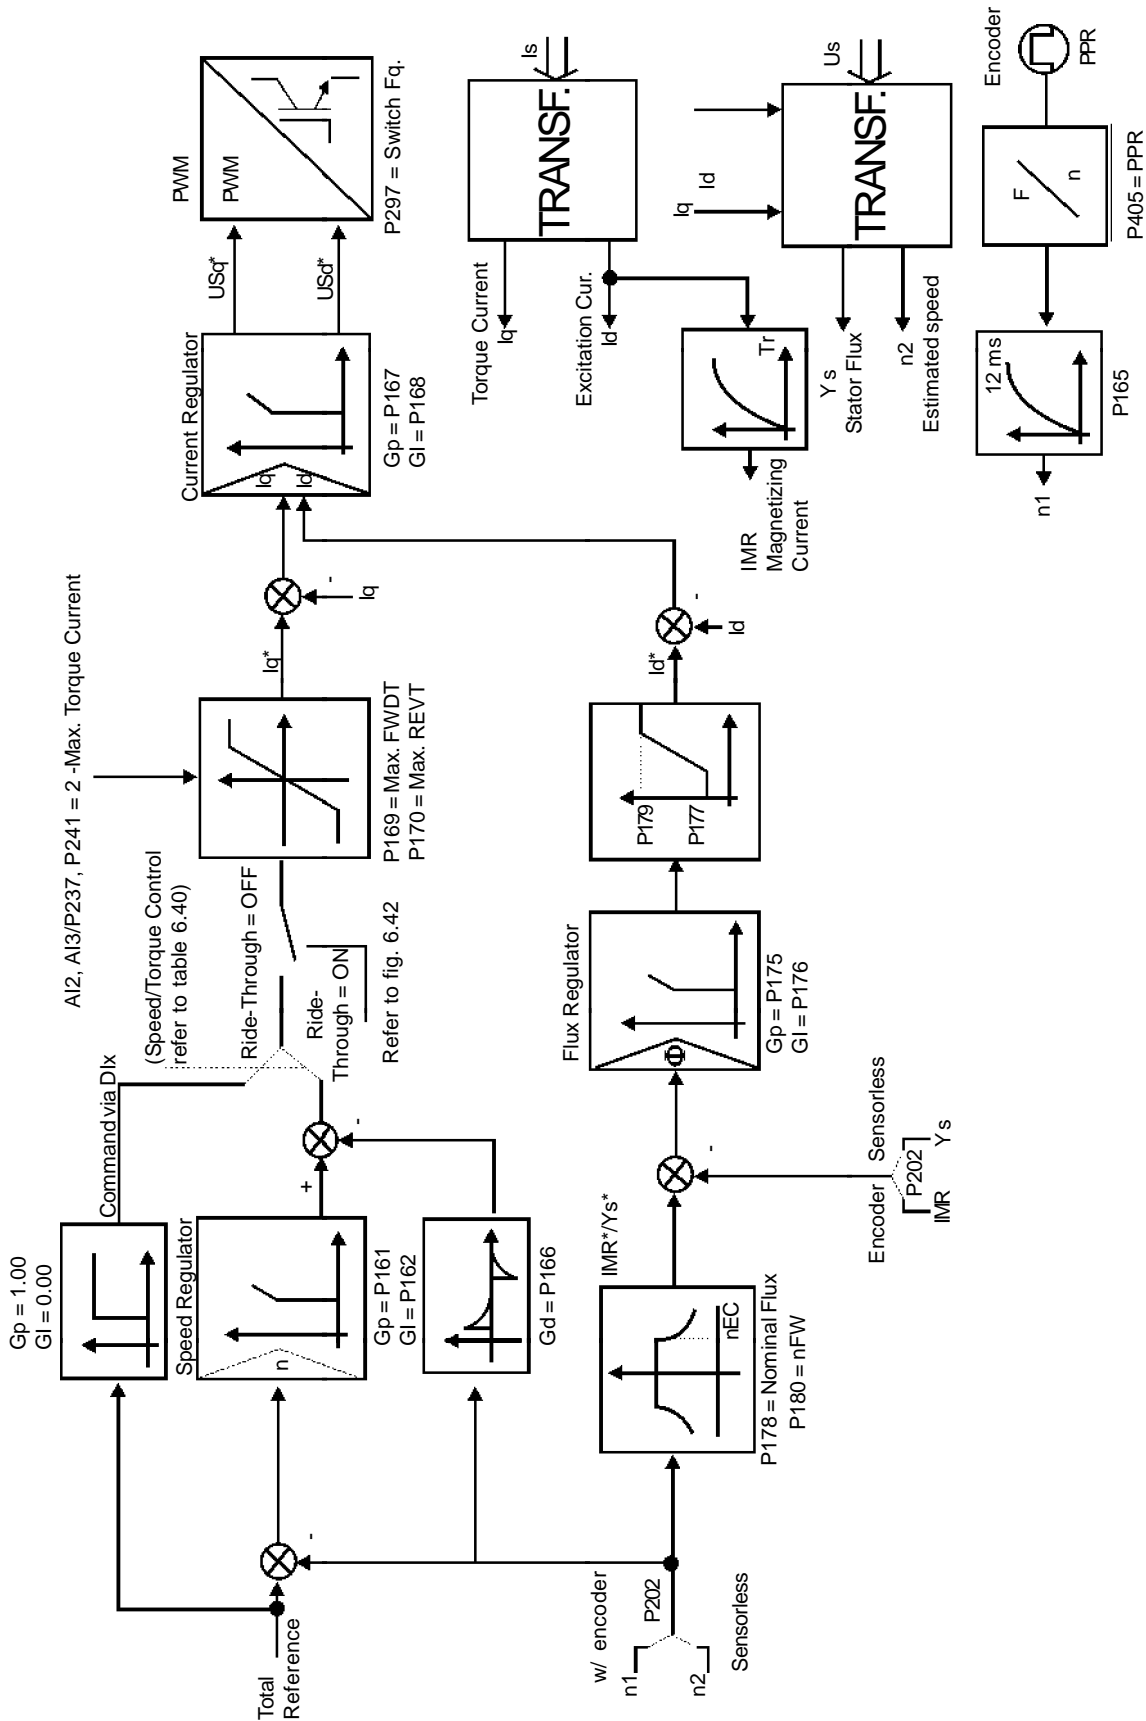 Total
Reference
Gp = 1.00
GI = 0.00
Command via DIx
Speed Regulator
n
Gp = P161
GI = P162
+
-
-
Gd = P166
AI2, AI3/P237, P241 = 2 -Max. Torque Current
(Speed/Torque Control
refer to table 6.40)
Ride-Through = OFF
Ride-
Through = ON
Refer to fig. 6.42
P169 = Max. FWDT
P170 = Max. REVT
Iq*
-
Iq
Current Regulator
Iq
Id
Gp = P167
GI = P168
USq*
USd*
PWM
PWM
P297 = Switch Fq.
w/ encoder
n1
P202
n2
Sensorless
nEC
P178 = Nominal Flux
P180 = nFW
IMR*/Ys*
-
Encoder
Sensorless
P202
IMR
Ys
Flux Regulator
Φ
Gp = P175
GI = P176
P179
P177
Id*
-
Id
Torque Current
Iq
Excitation Cur.
Id
TRANSF.
Is
Tr
IMR
Magnetizing
Current
Iq
Id
TRANSF.
Us
Ys
Stator Flux
n2
Estimated speed
n1
12 ms
P165
F
n
P405 = PPR
Encoder
PPR